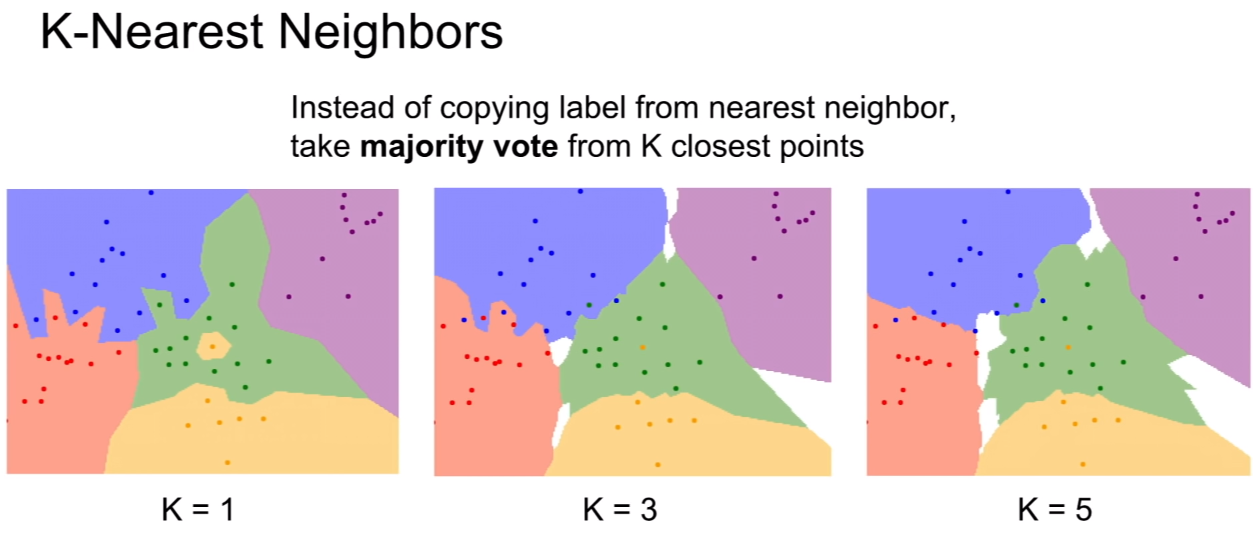 K-Nearest Neighbors
Instead of copying label from nearest neighbor,
take majority vote from K closest points
K = 1
K = 3
K = 5